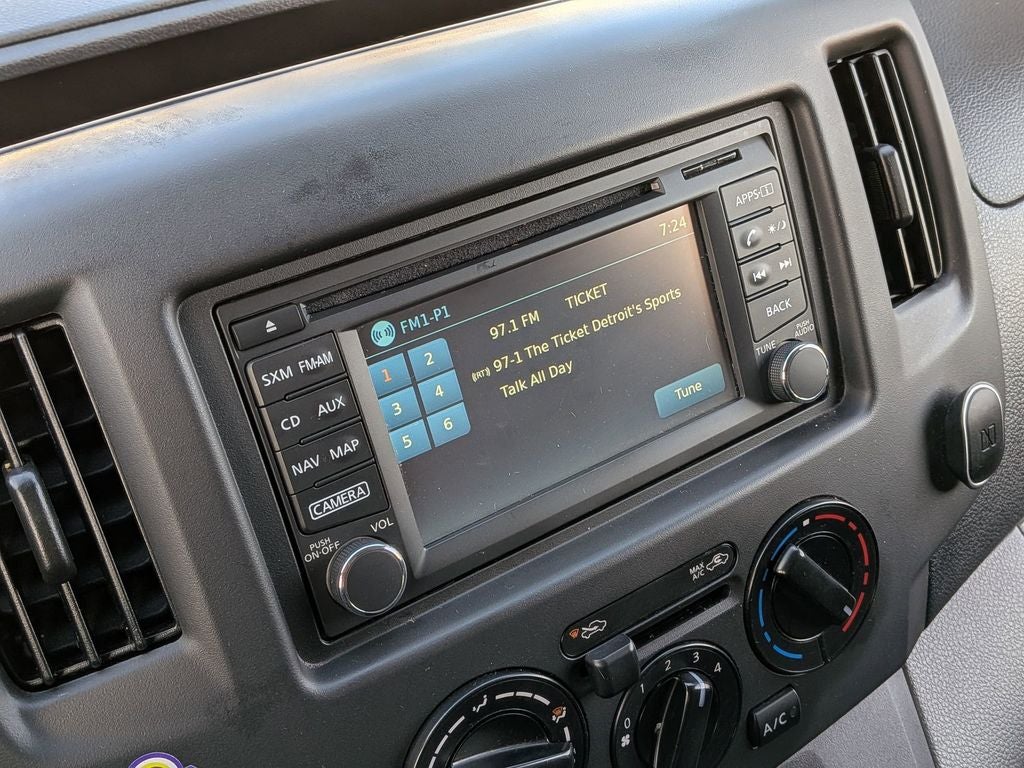 7:24
FM1-P1
97.1 FM TICKET
97-1 The Ticket Detroit's Sports
Talk All Day
(RT)
1 2
3 4
5 6
Tune
SXM FM•AM
CD AUX
NAV MAP
CAMERA
VOL
PUSH
ON•OFF
APPS•i
BACK
TUNE
PUSH
AUDIO
MAX
A/C
0 1 2 3 4
A/C